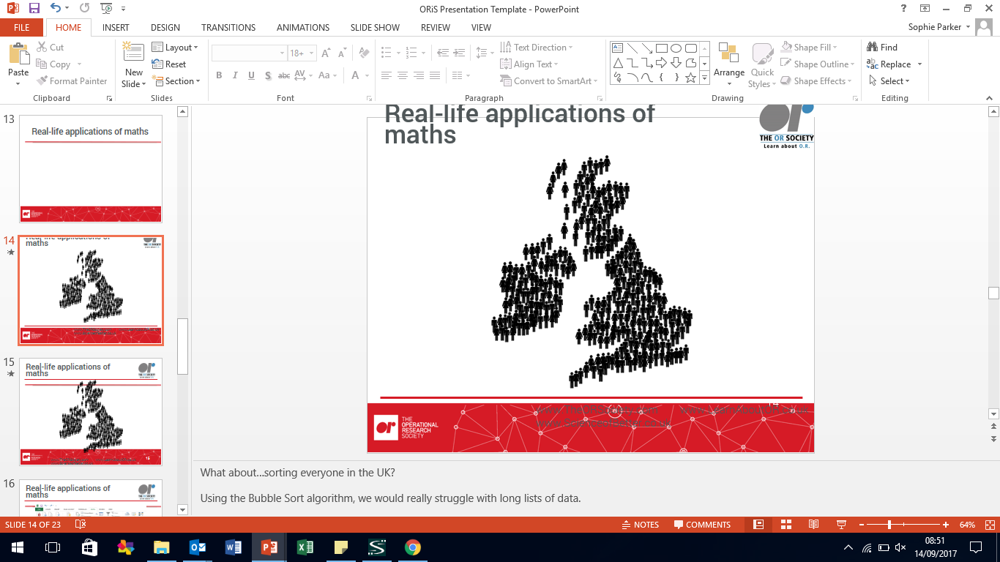 ORiS Presentation Template - PowerPoint
FILE HOME INSERT DESIGN TRANSITIONS ANIMATIONS SLIDE SHOW REVIEW VIEW Sophie Parker
Paste
Cut
Copy
Format Painter
Clipboard
New
Slide
Layout
Reset
Section
Slides
18+
Font
Text Direction
Align Text
Convert to SmartArt
Paragraph
Arrange
Quick
Styles
Shape Fill
Shape Outline
Shape Effects
Drawing
Find
Replace
Select
Editing
13
Real-life applications of maths
14
Real-life applications of
maths
15
Real-life applications of
maths
15
16
Real-life applications of
maths
Real-life applications of
maths
or
THE OR SOCIETY
Learn about O.R.
or
THE
OPERATIONAL
RESEARCH
SOCIETY
What about...sorting everyone in the UK?
Using the Bubble Sort algorithm, we would really struggle with long lists of data.
SLIDE 14 OF 23
NOTES
COMMENTS
64%
08:51
14/09/2017